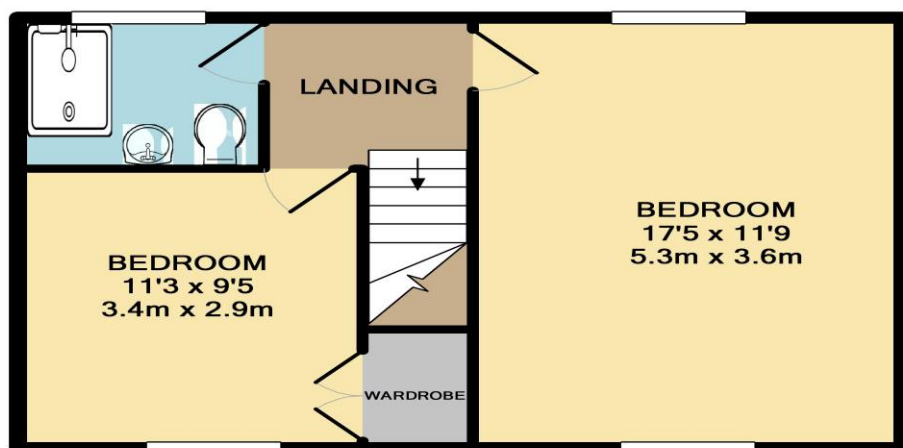 LANDING
BEDROOM
17'5 x 11'9
5.3m x 3.6m
BEDROOM
11'3 x 9'5
3.4m x 2.9m
WARDROBE